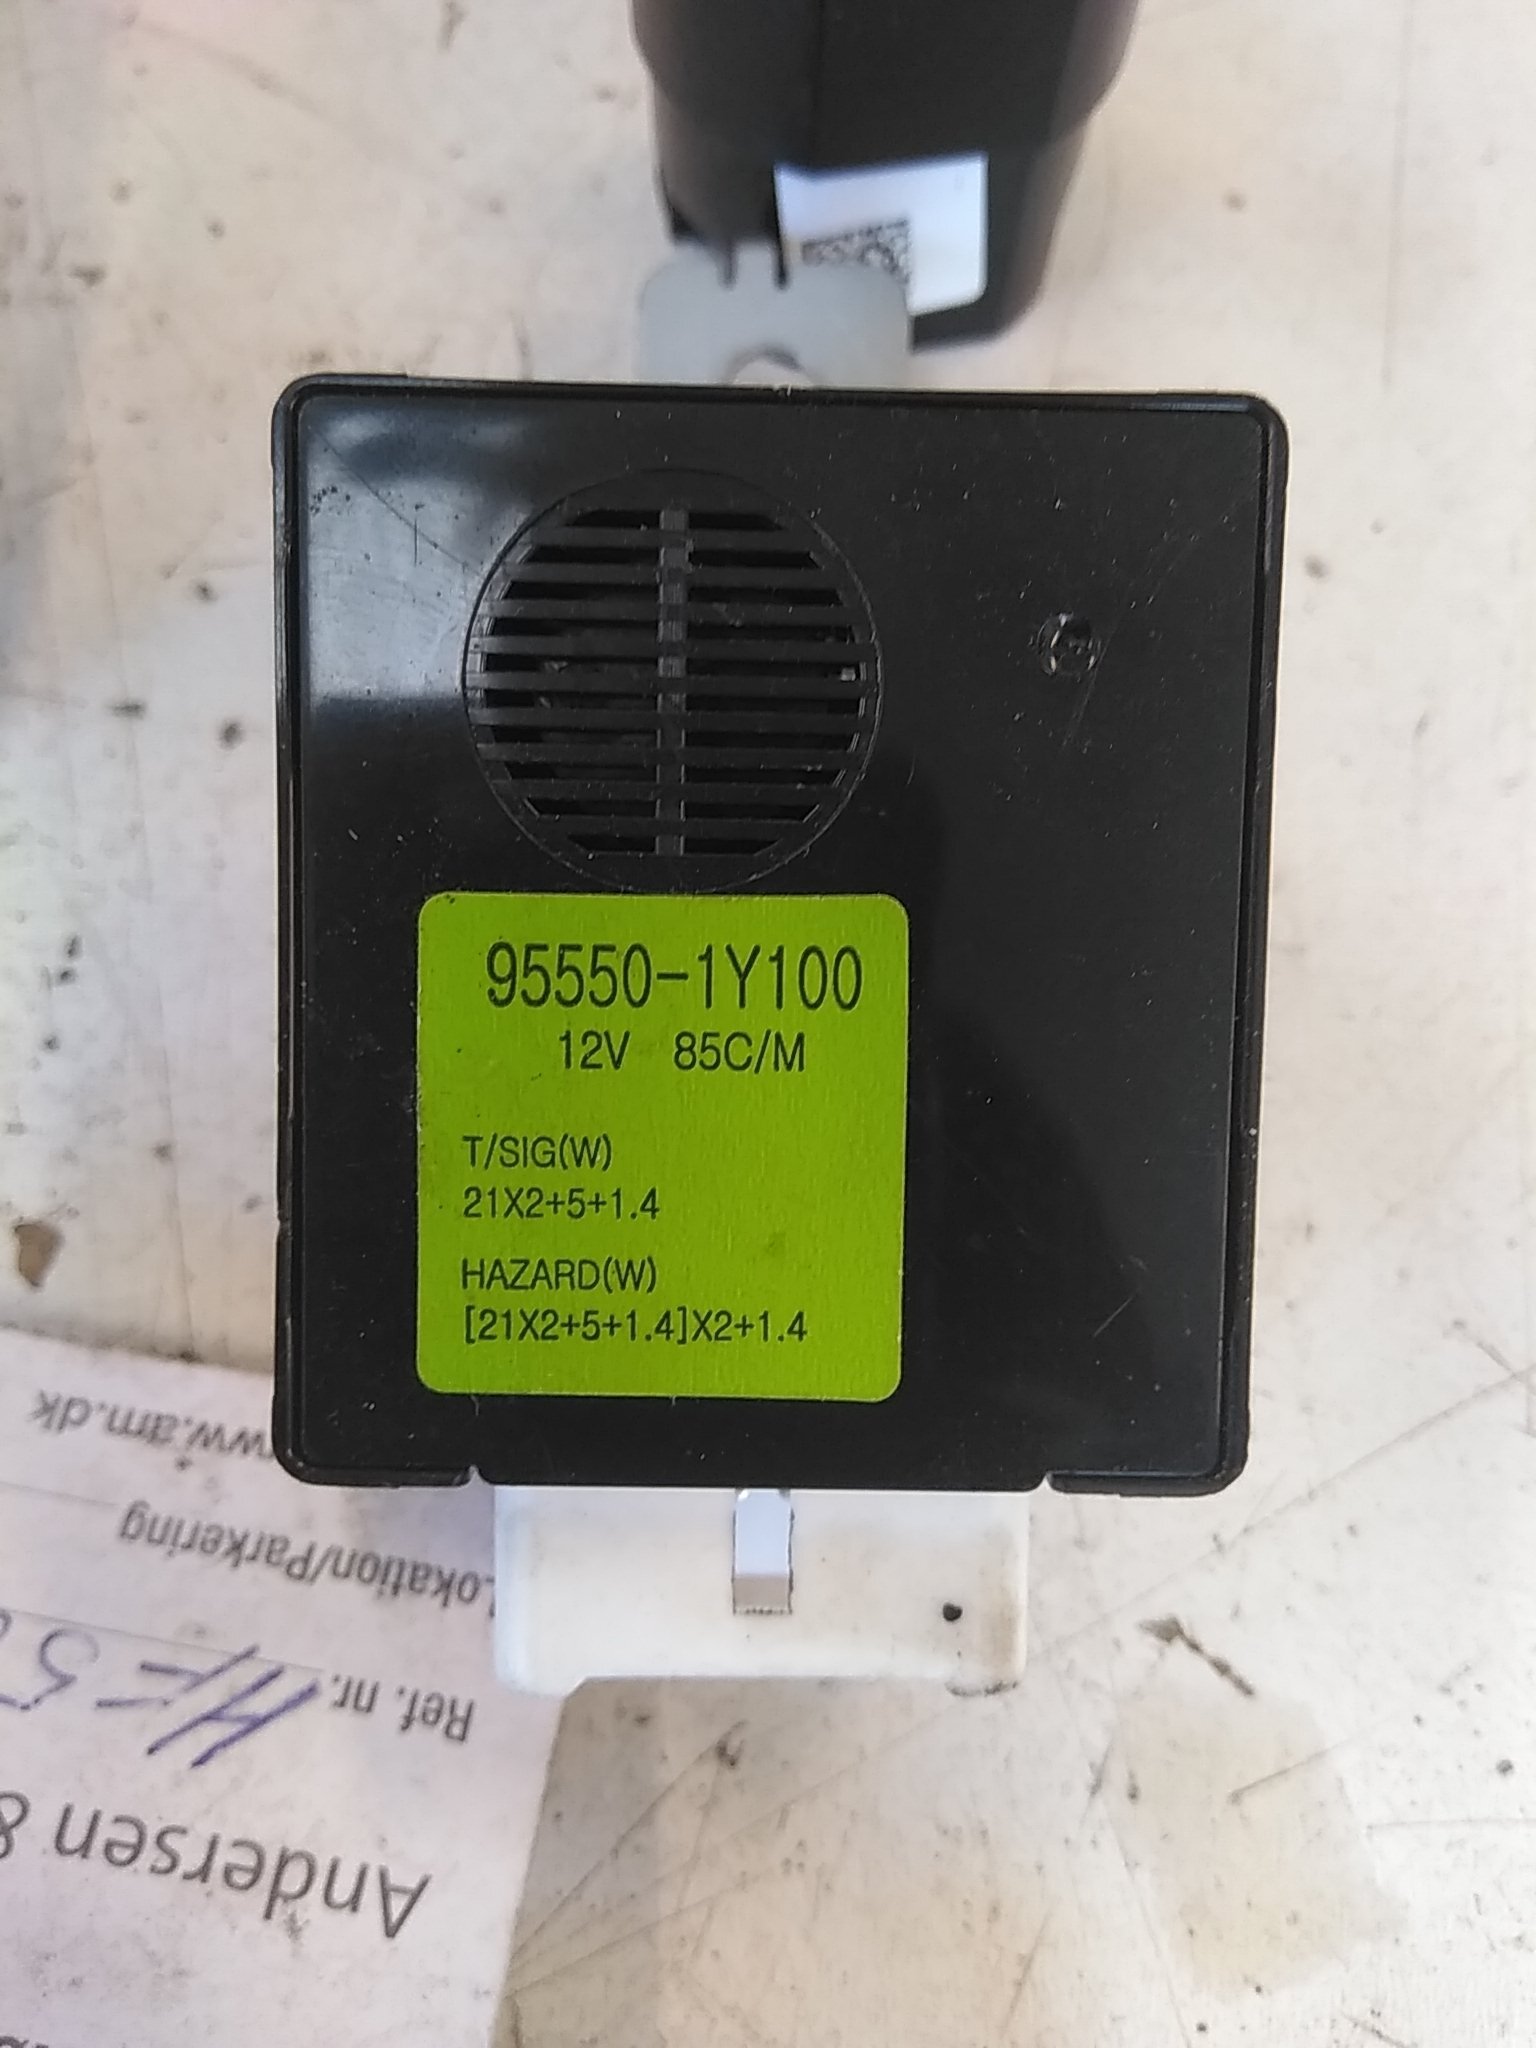 95550-1Y100
12V 85C/M
T/SIG(W)
21X2+5+1.4
HAZARD(W)
[21X2+5+1.4]X2+1.4
Andersen &
Ref. nr.
Lokation/Parkering
ww.am.dk